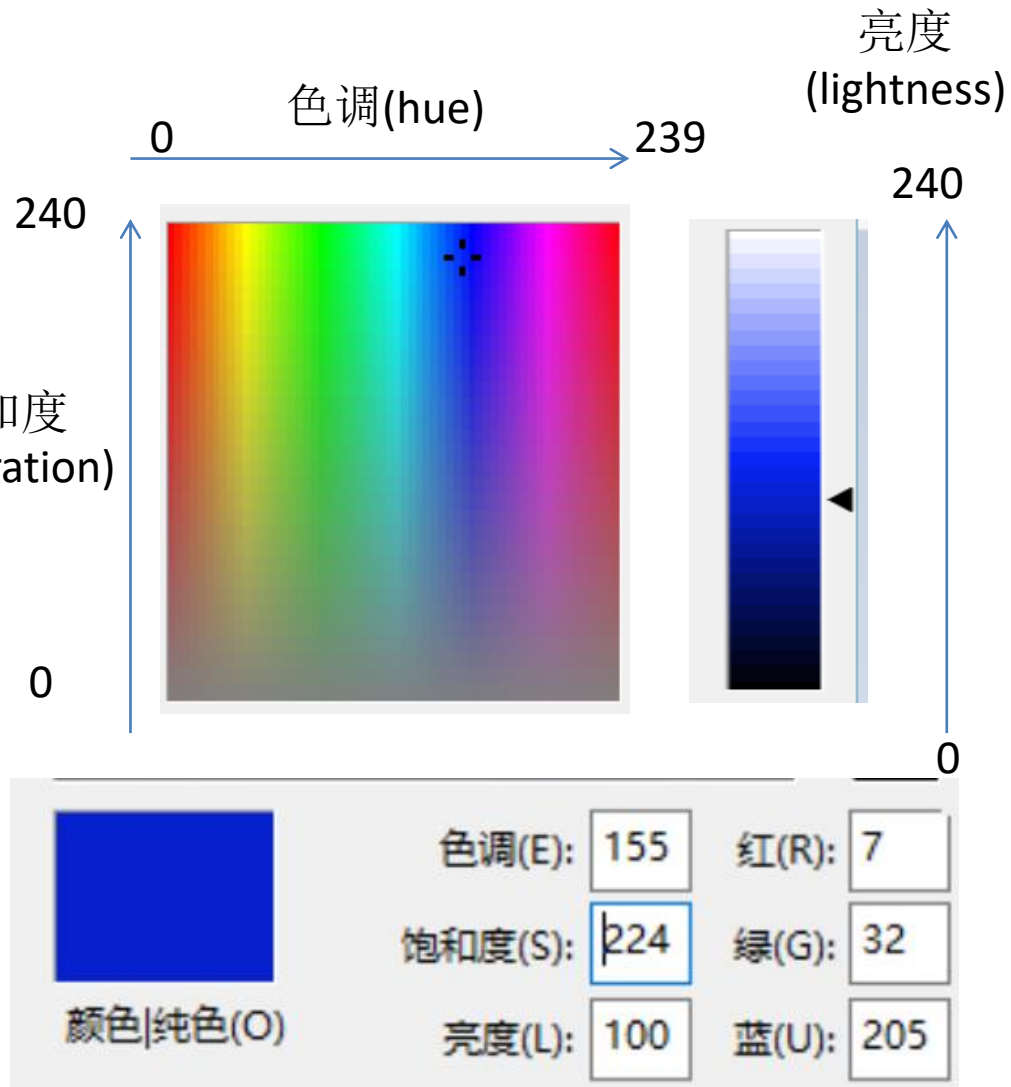 亮度
(lightness)
色调(hue)
0
239
240
240
和度
ration)
0
0
色调(E): 155 红(R): 7
饱和度(S): 224 绿(G): 32
颜色|纯色(O)
亮度(L): 100 蓝(U): 205